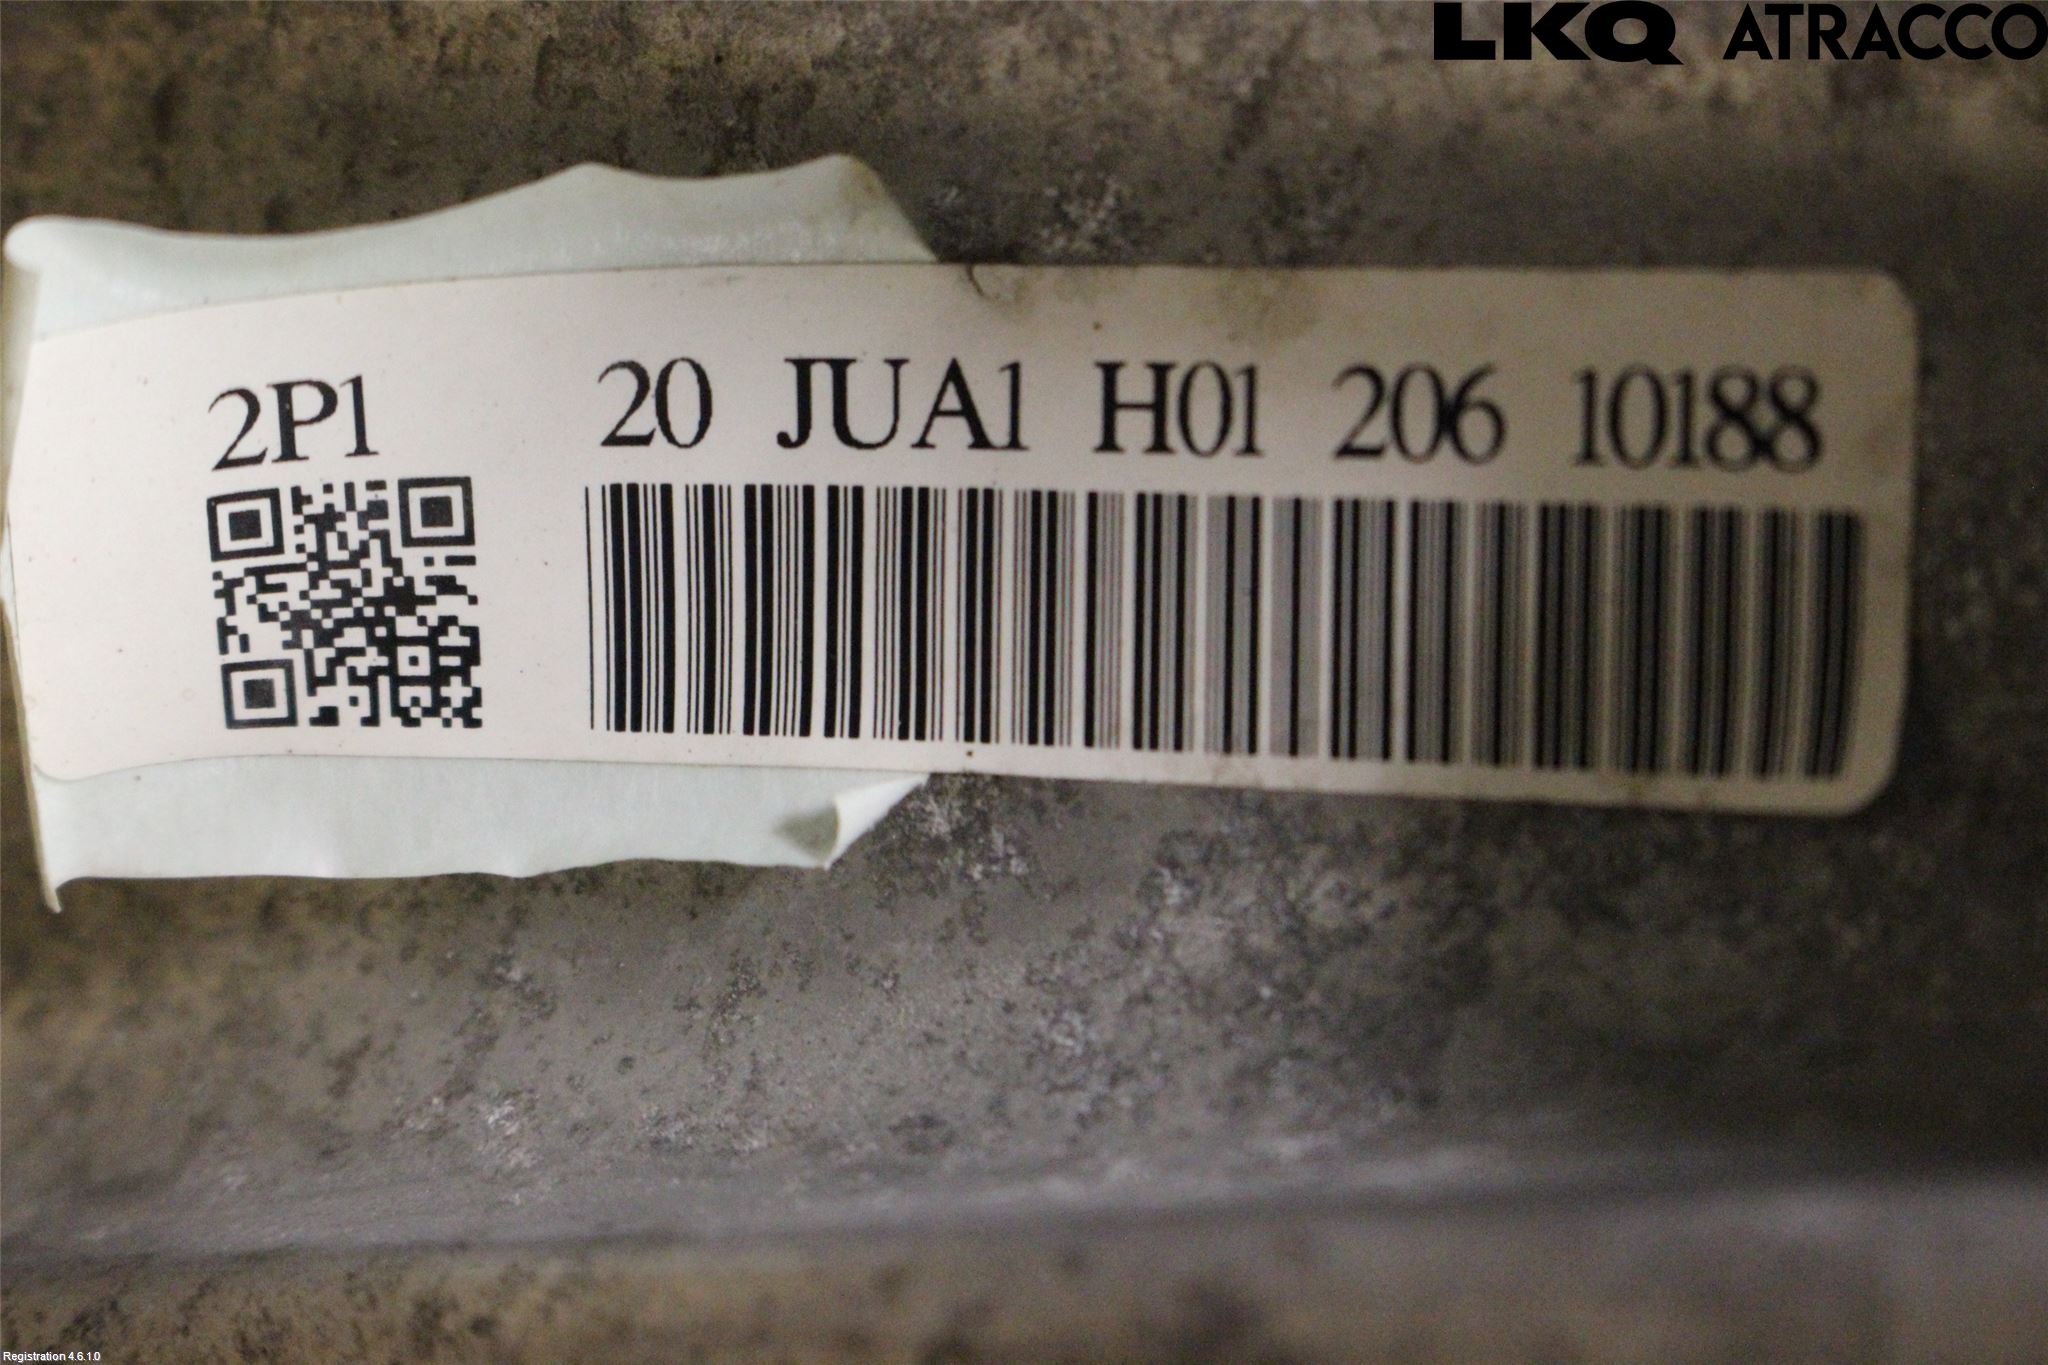 LKQ ATRACCO
2P1 20 JUA1 H01 206 10188
Registration 4.6.1.0